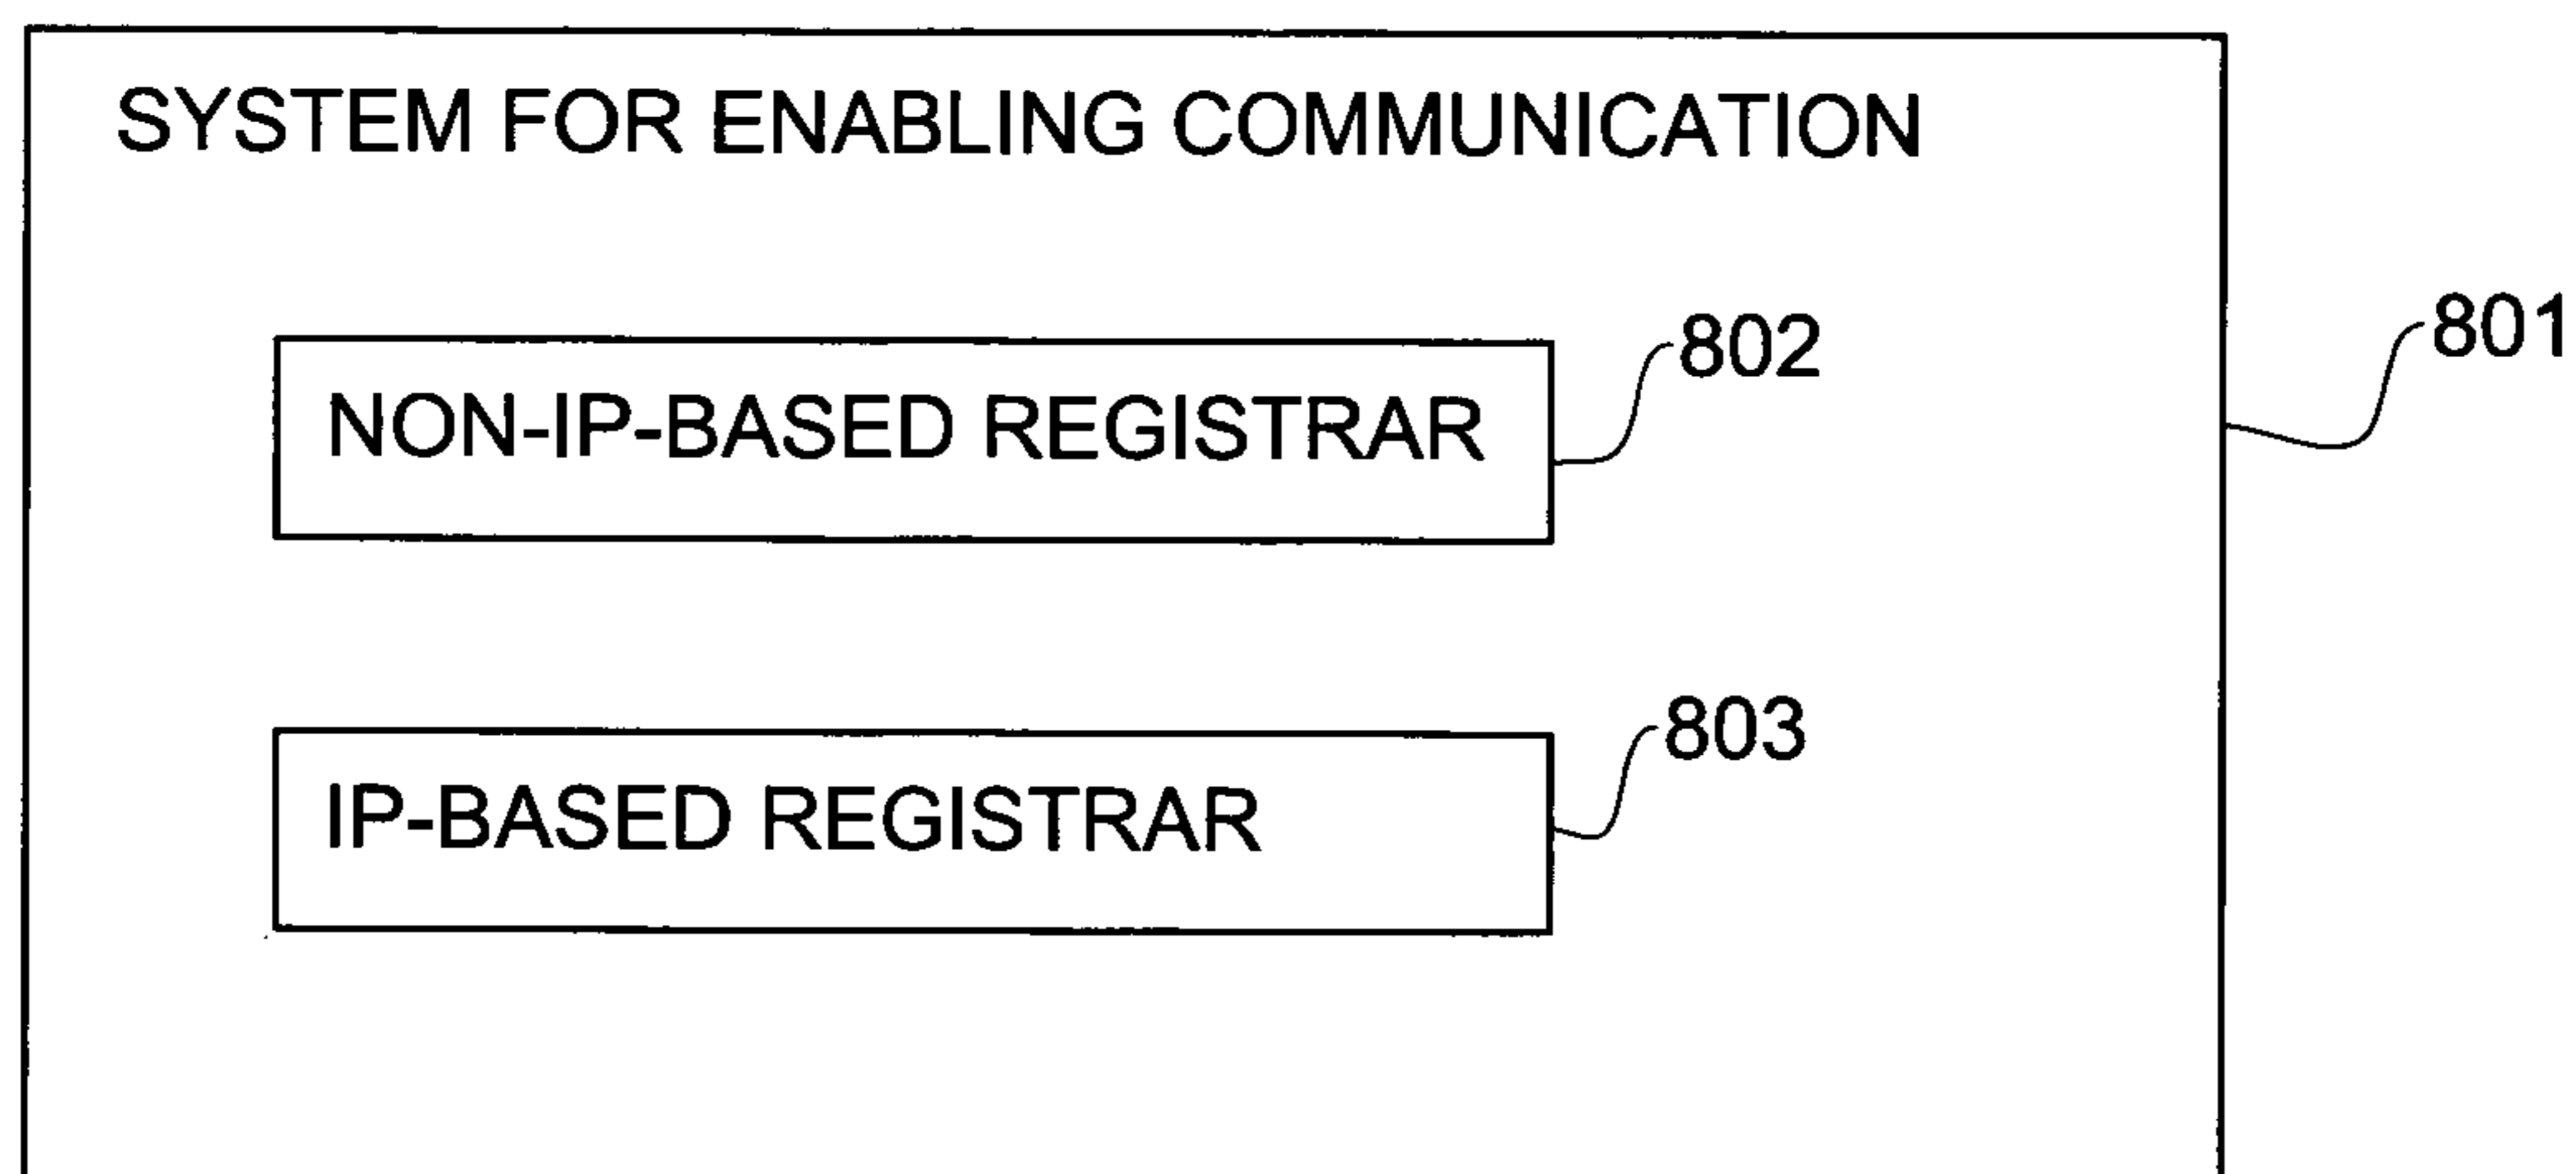 SYSTEM FOR ENABLING COMMUNICATION
801
802
NON-IP-BASED REGISTRAR
803
IP-BASED REGISTRAR